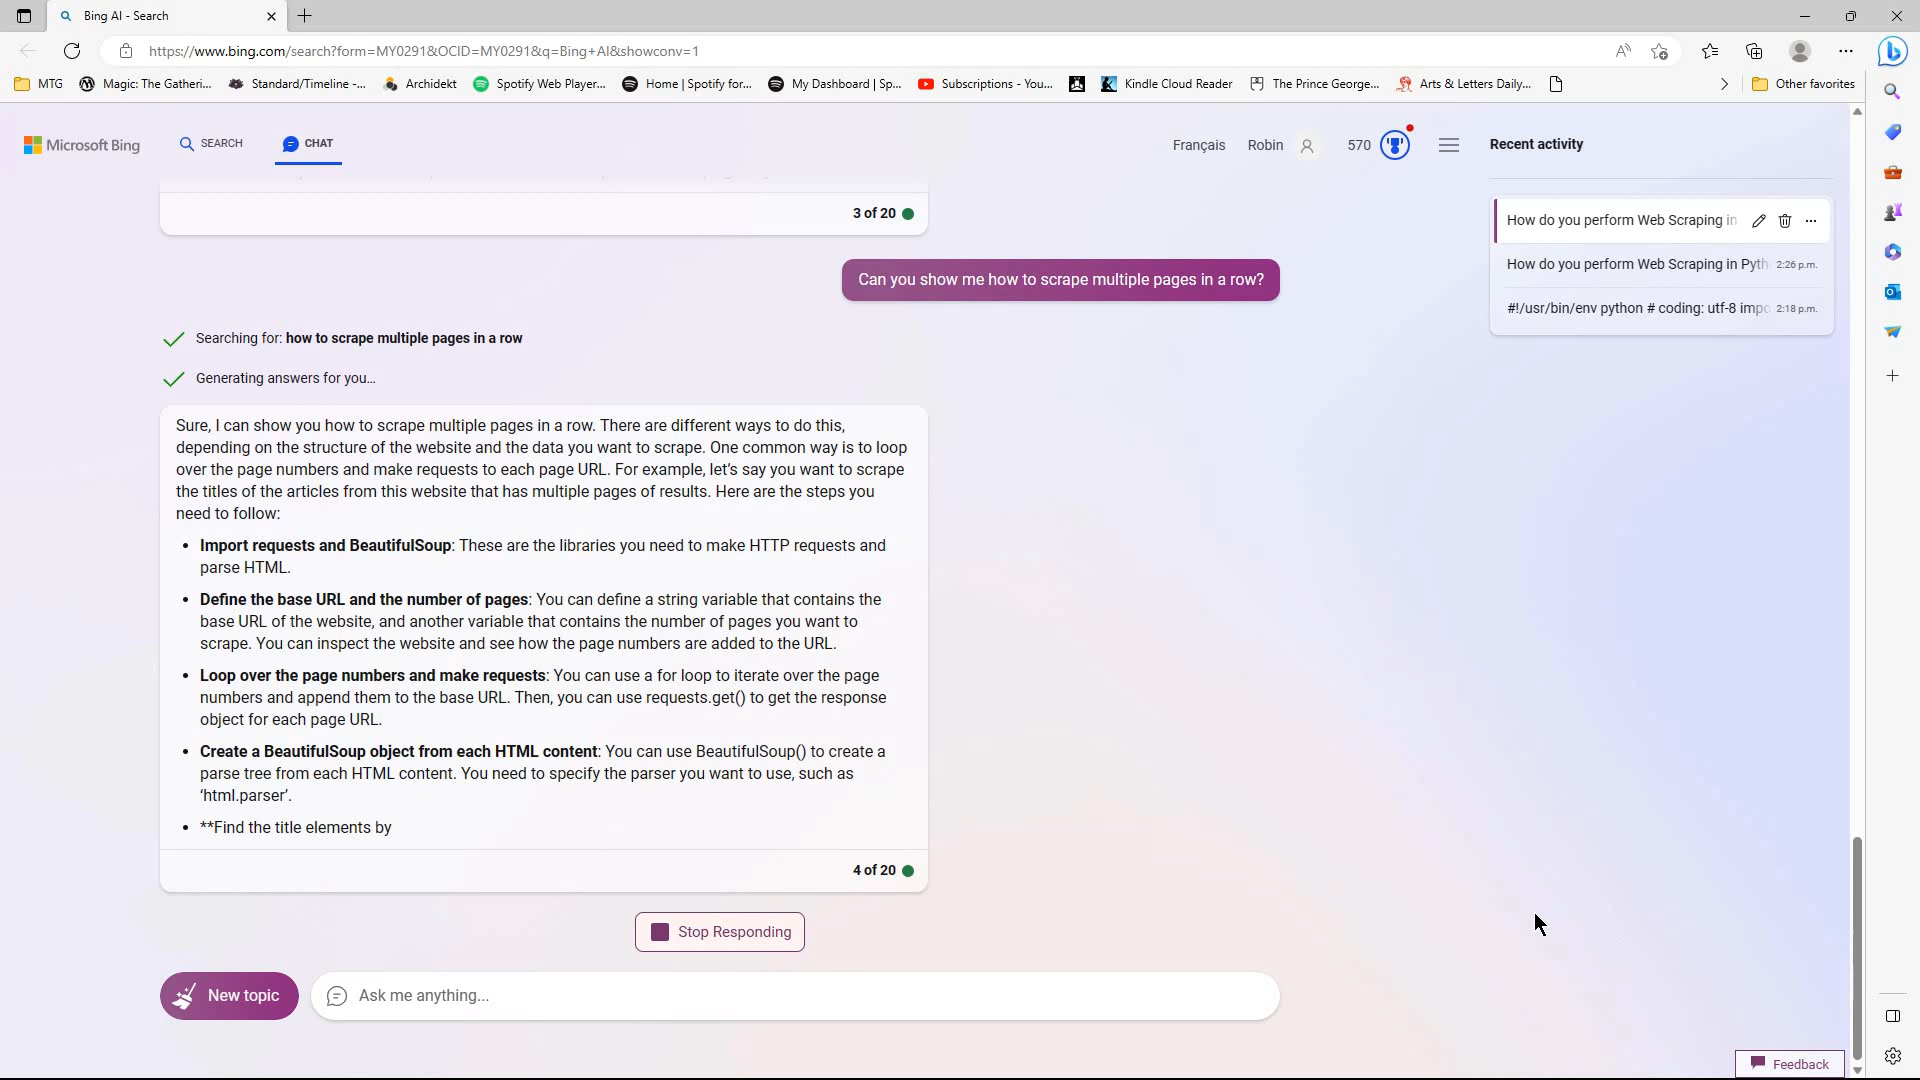 Bing AI - Search
https://www.bing.com/search?form=MY0291&OCID=MY0291&q=Bing+AI&showconv=1
MTG
Magic: The Gatheri...
Standard/Timeline -...
Archidekt
Spotify Web Player...
Home | Spotify for...
My Dashboard | Sp...
Subscriptions - You...
Kindle Cloud Reader
The Prince George...
Arts & Letters Daily...
Other favorites
Microsoft Bing
SEARCH
CHAT
Français
Robin
570
Recent activity
3 of 20
How do you perform Web Scraping in
How do you perform Web Scraping in Pyth 2:26 p.m.
#!/usr/bin/env python # coding: utf-8 impo 2:18 p.m.
Can you show me how to scrape multiple pages in a row?
Searching for: how to scrape multiple pages in a row
Generating answers for you...
Sure, I can show you how to scrape multiple pages in a row. There are different ways to do this,
depending on the structure of the website and the data you want to scrape. One common way is to loop
over the page numbers and make requests to each page URL. For example, let’s say you want to scrape
the titles of the articles from this website that has multiple pages of results. Here are the steps you
need to follow:
• Import requests and BeautifulSoup: These are the libraries you need to make HTTP requests and
parse HTML.
• Define the base URL and the number of pages: You can define a string variable that contains the
base URL of the website, and another variable that contains the number of pages you want to
scrape. You can inspect the website and see how the page numbers are added to the URL.
• Loop over the page numbers and make requests: You can use a for loop to iterate over the page
numbers and append them to the base URL. Then, you can use requests.get() to get the response
object for each page URL.
• Create a BeautifulSoup object from each HTML content: You can use BeautifulSoup() to create a
parse tree from each HTML content. You need to specify the parser you want to use, such as
‘html.parser’.
• **Find the title elements by
4 of 20
Stop Responding
New topic
Ask me anything...
Feedback